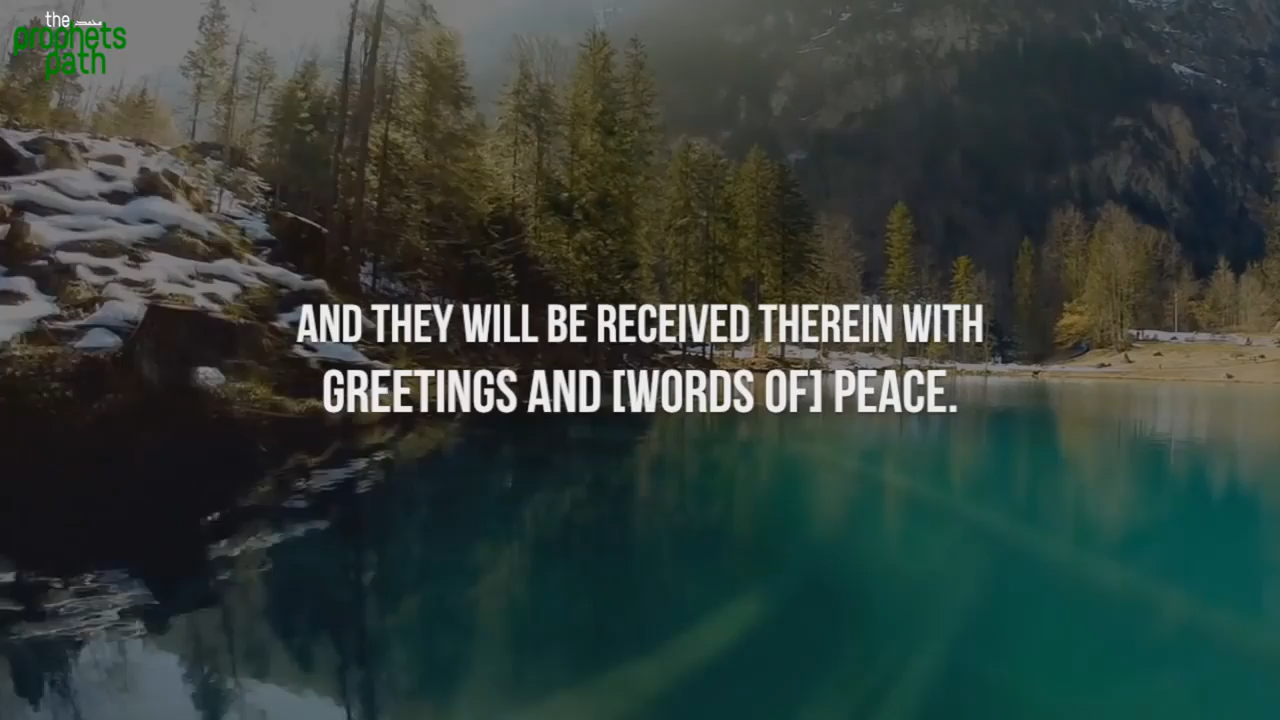 the
prophets
path
AND THEY WILL BE RECEIVED THEREIN WITH
GREETINGS AND [WORDS OF] PEACE.